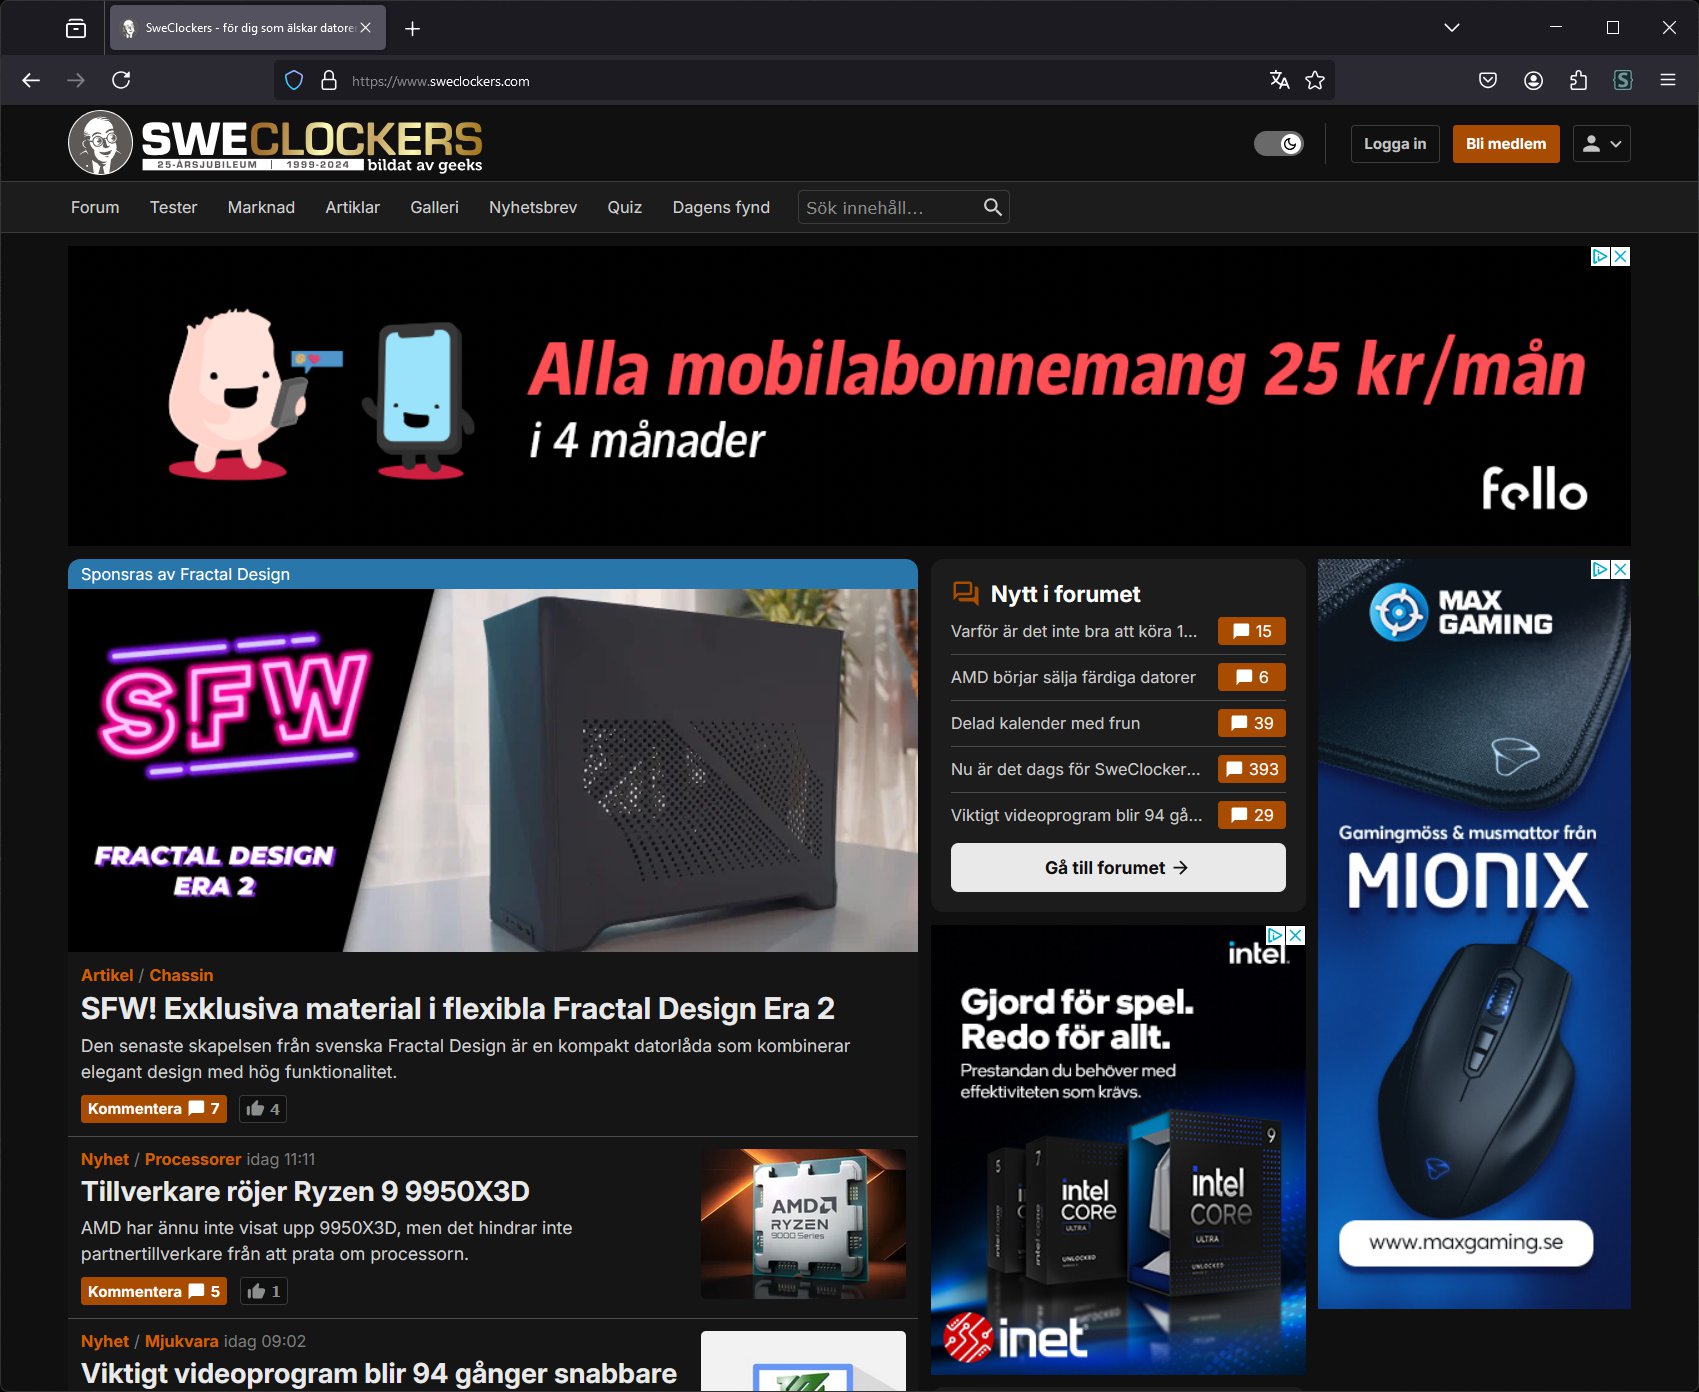 SweClockers - för dig som älskar datorer
https://www.sweclockers.com
SWECLOCKERS
25-ÅRSJUBILEUM | 1999-2024 bildat av geeks
Logga in
Bli medlem
Forum Tester Marknad Artiklar Galleri Nyhetsbrev Quiz Dagens fynd Sök innehåll...
Alla mobilabonnemang 25 kr/mån
i 4 månader
fello
Sponsras av Fractal Design
SFW
FRACTAL DESIGN
ERA 2
Artikel / Chassin
SFW! Exklusiva material i flexibla Fractal Design Era 2
Den senaste skapelsen från svenska Fractal Design är en kompakt datorlåda som kombinerar
elegant design med hög funktionalitet.
Kommentera 7 4
Nyhet / Processorer idag 11:11
Tillverkare röjer Ryzen 9 9950X3D
AMD har ännu inte visat upp 9950X3D, men det hindrar inte
partnertillverkare från att prata om processorn.
Kommentera 5 1
AMD
RYZEN
9000 Series
Nyhet / Mjukvara idag 09:02
Viktigt videoprogram blir 94 gånger snabbare
Nytt i forumet
Varför är det inte bra att köra 1... 15
AMD börjar sälja färdiga datorer 6
Delad kalender med frun 39
Nu är det dags för SweClocker... 393
Viktigt videoprogram blir 94 gå... 29
Gå till forumet →
intel.
Gjord för spel.
Redo för allt.
Prestandan du behöver med
effektiviteten som krävs.
5
7
9
intel
CORE
ULTRA
UNLOCKED
intel
CORE
ULTRA
UNLOCKED
inet
MAX
GAMING
Gamingmöss & musmattor från
MIONIX
www.maxgaming.se